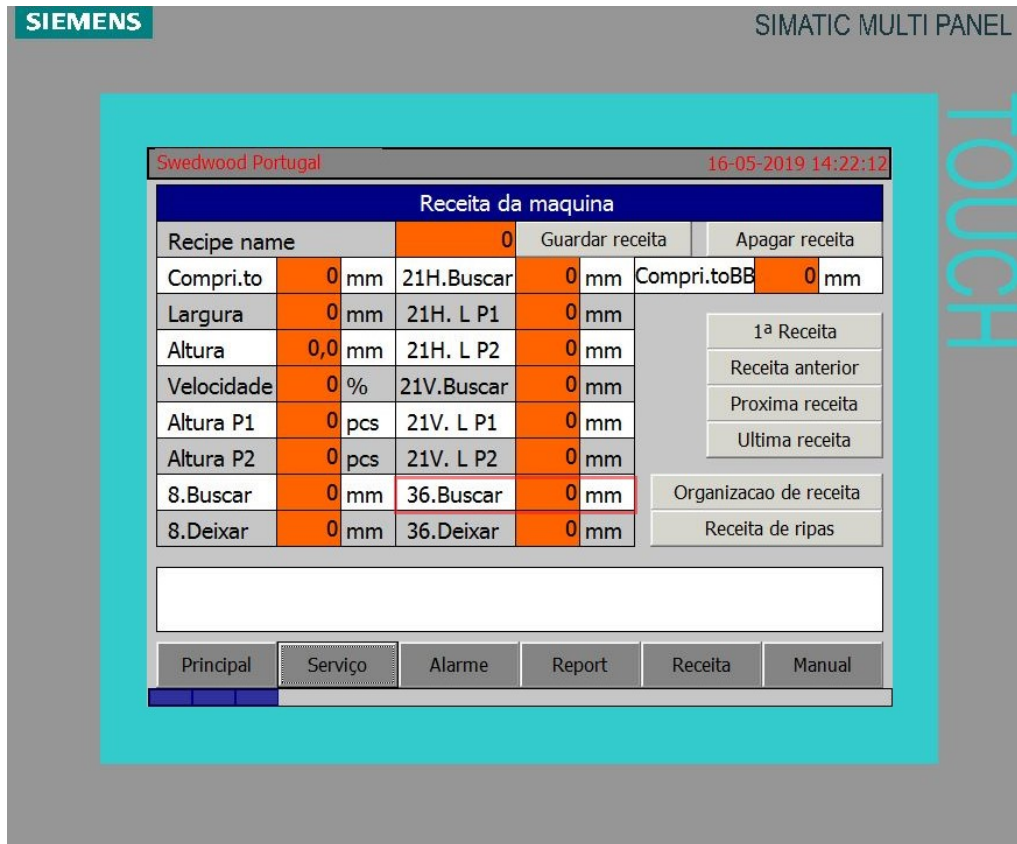 SIEMENS
SIMATIC MULTI PANEL
TOUCH
Swedwood Portugal 16-05-2019 14:22:12
Receita da maquina
Recipe name 0 Guardar receita Apagar receita
Compri.to 0 mm 21H.Buscar 0 mm Compri.toBB 0 mm
Largura 0 mm 21H. L P1 0 mm
1ª Receita
Altura 0,0 mm 21H. L P2 0 mm
Receita anterior
Velocidade 0 % 21V.Buscar 0 mm
Proxima receita
Altura P1 0 pcs 21V. L P1 0 mm
Ultima receita
Altura P2 0 pcs 21V. L P2 0 mm
8.Buscar 0 mm 36.Buscar 0 mm Organizacao de receita
8.Deixar 0 mm 36.Deixar 0 mm Receita de ripas
Principal Serviço Alarme Report Receita Manual